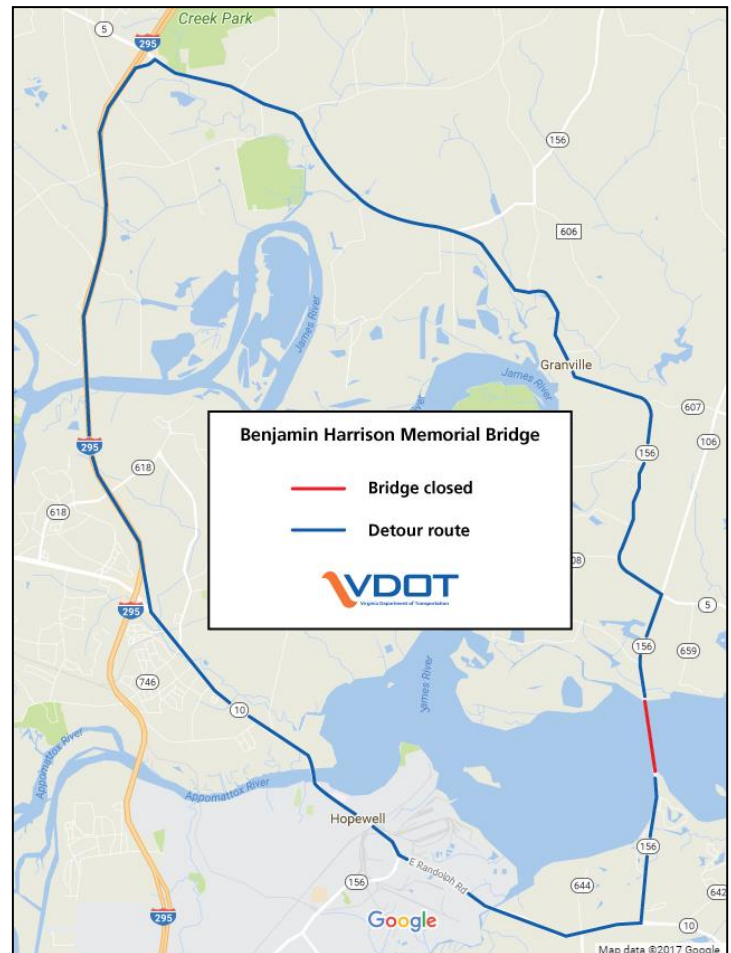 Creek Park
5
295
156
606
James River
James River
Granville
607
106
156
295
618
618
Benjamin Harrison Memorial Bridge
Bridge closed
Detour route
VDOT
Virginia Department of Transportation
08
5
295
156
659
746
10
James River
Appomattox River
Appomattox River
Hopewell
156
E Randolph Rd
156
644
642
10
295
Google
Map data ©2017 Google